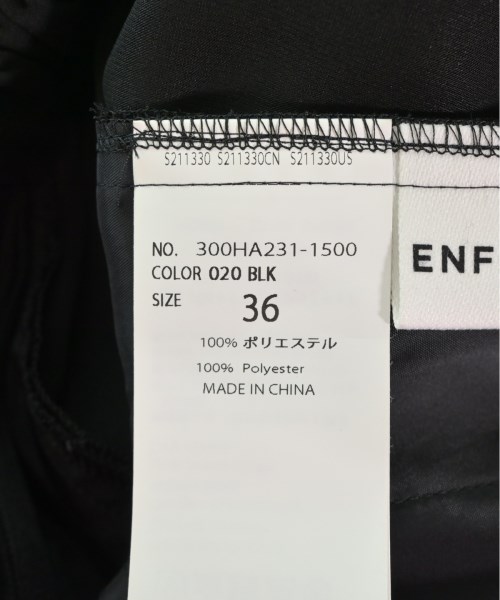 S211330 S211330CN S211330US
NO. 300HA231-1500
COLOR 020 BLK
SIZE 36
100% ポリエステル
100% Polyester
MADE IN CHINA
ENF